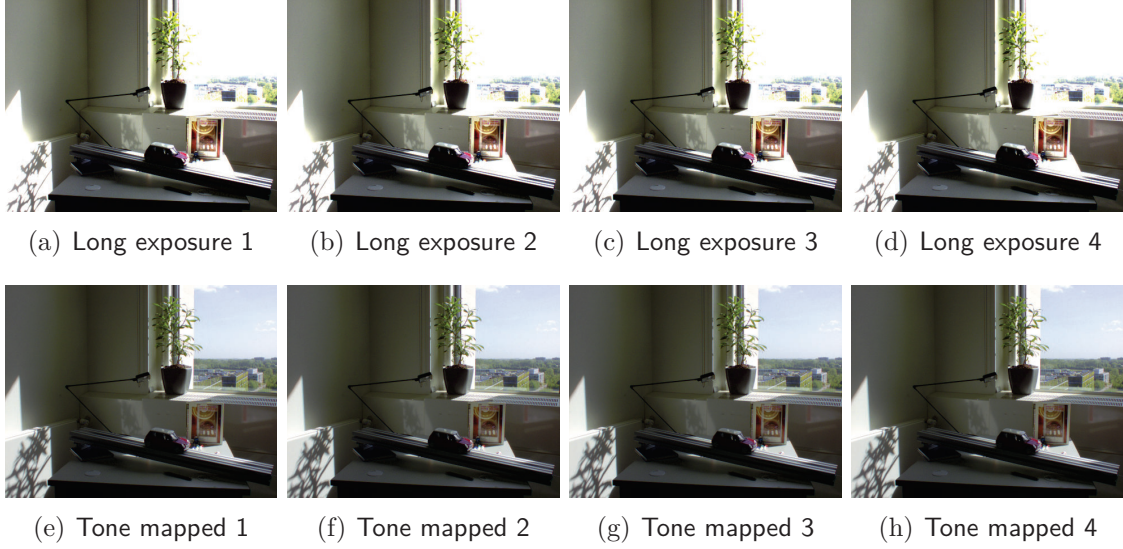 (a) Long exposure 1
(b) Long exposure 2
(c) Long exposure 3
(d) Long exposure 4
(e) Tone mapped 1
(f) Tone mapped 2
(g) Tone mapped 3
(h) Tone mapped 4